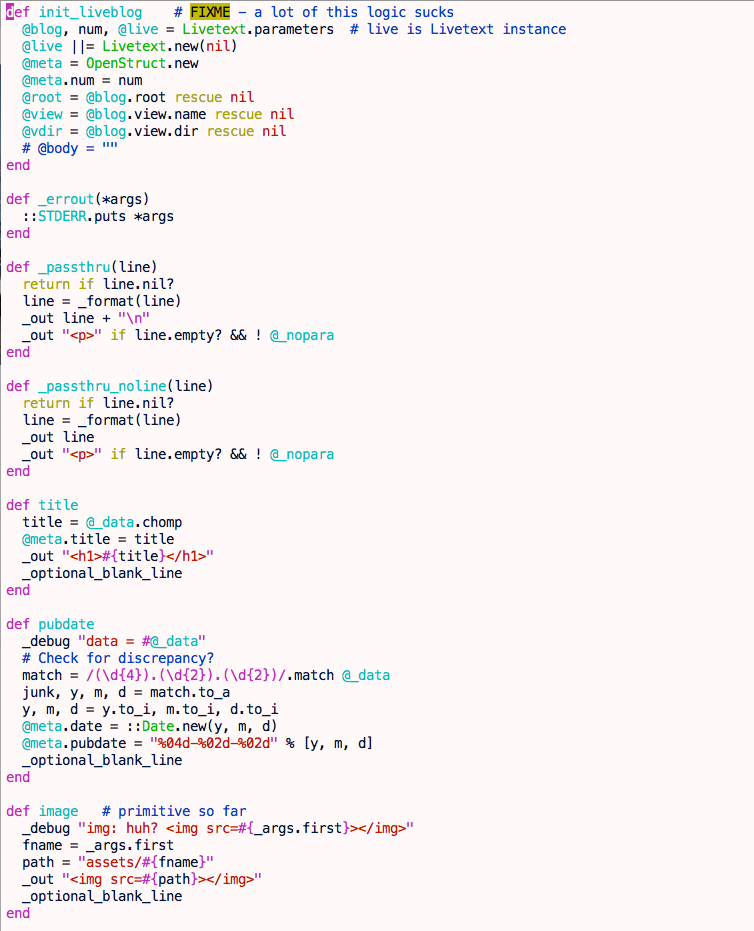 def init_liveblog    # FIXME - a lot of this logic sucks
  @blog, num, @live = Livetext.parameters  # live is Livetext instance
  @live ||= Livetext.new(nil)
  @meta = OpenStruct.new
  @meta.num = num
  @root = @blog.root rescue nil
  @view = @blog.view.name rescue nil
  @vdir = @blog.view.dir rescue nil
  # @body = ""
end

def _errout(*args)
  ::STDERR.puts *args
end

def _passthru(line)
  return if line.nil?
  line = _format(line)
  _out line + "\n"
  _out "<p>" if line.empty? && ! @_nopara
end

def _passthru_noline(line)
  return if line.nil?
  line = _format(line)
  _out line
  _out "<p>" if line.empty? && ! @_nopara
end

def title
  title = @_data.chomp
  @meta.title = title
  _out "<h1>#{title}</h1>"
  _optional_blank_line
end

def pubdate
  _debug "data = #@_data"
  # Check for discrepancy?
  match = /(\d{4}).(\d{2}).(\d{2})/.match @_data
  junk, y, m, d = match.to_a
  y, m, d = y.to_i, m.to_i, d.to_i
  @meta.date = ::Date.new(y, m, d)
  @meta.pubdate = "%04d-%02d-%02d" % [y, m, d]
  _optional_blank_line
end

def image   # primitive so far
  _debug "img: huh? <img src=#{_args.first}></img>"
  fname = _args.first
  path = "assets/#{fname}"
  _out "<img src=#{path}></img>"
  _optional_blank_line
end